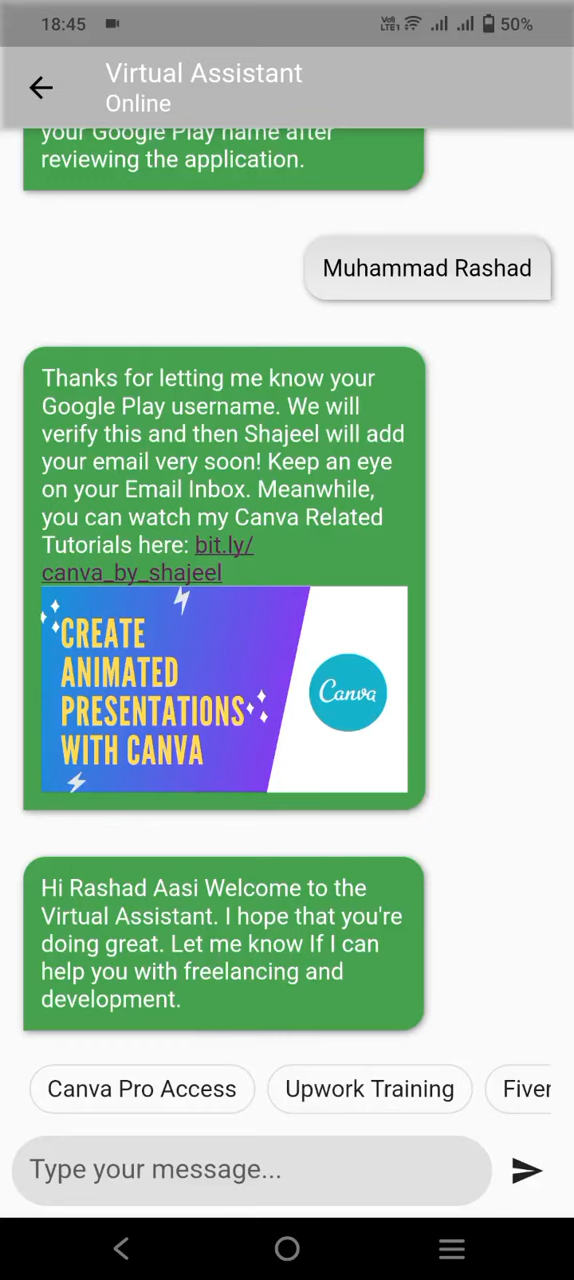 18:45
Vo) LTE1 50%
Virtual Assistant
Online
your Google Play name after
reviewing the application.
Muhammad Rashad
Thanks for letting me know your
Google Play username. We will
verify this and then Shajeel will add
your email very soon! Keep an eye
on your Email Inbox. Meanwhile,
you can watch my Canva Related
Tutorials here: bit.ly/
canva_by_shajeel
CREATE
ANIMATED
PRESENTATIONS
WITH CANVA
Canva
Hi Rashad Aasi Welcome to the
Virtual Assistant. I hope that you're
doing great. Let me know If I can
help you with freelancing and
development.
Canva Pro Access Upwork Training Fiver
Type your message...